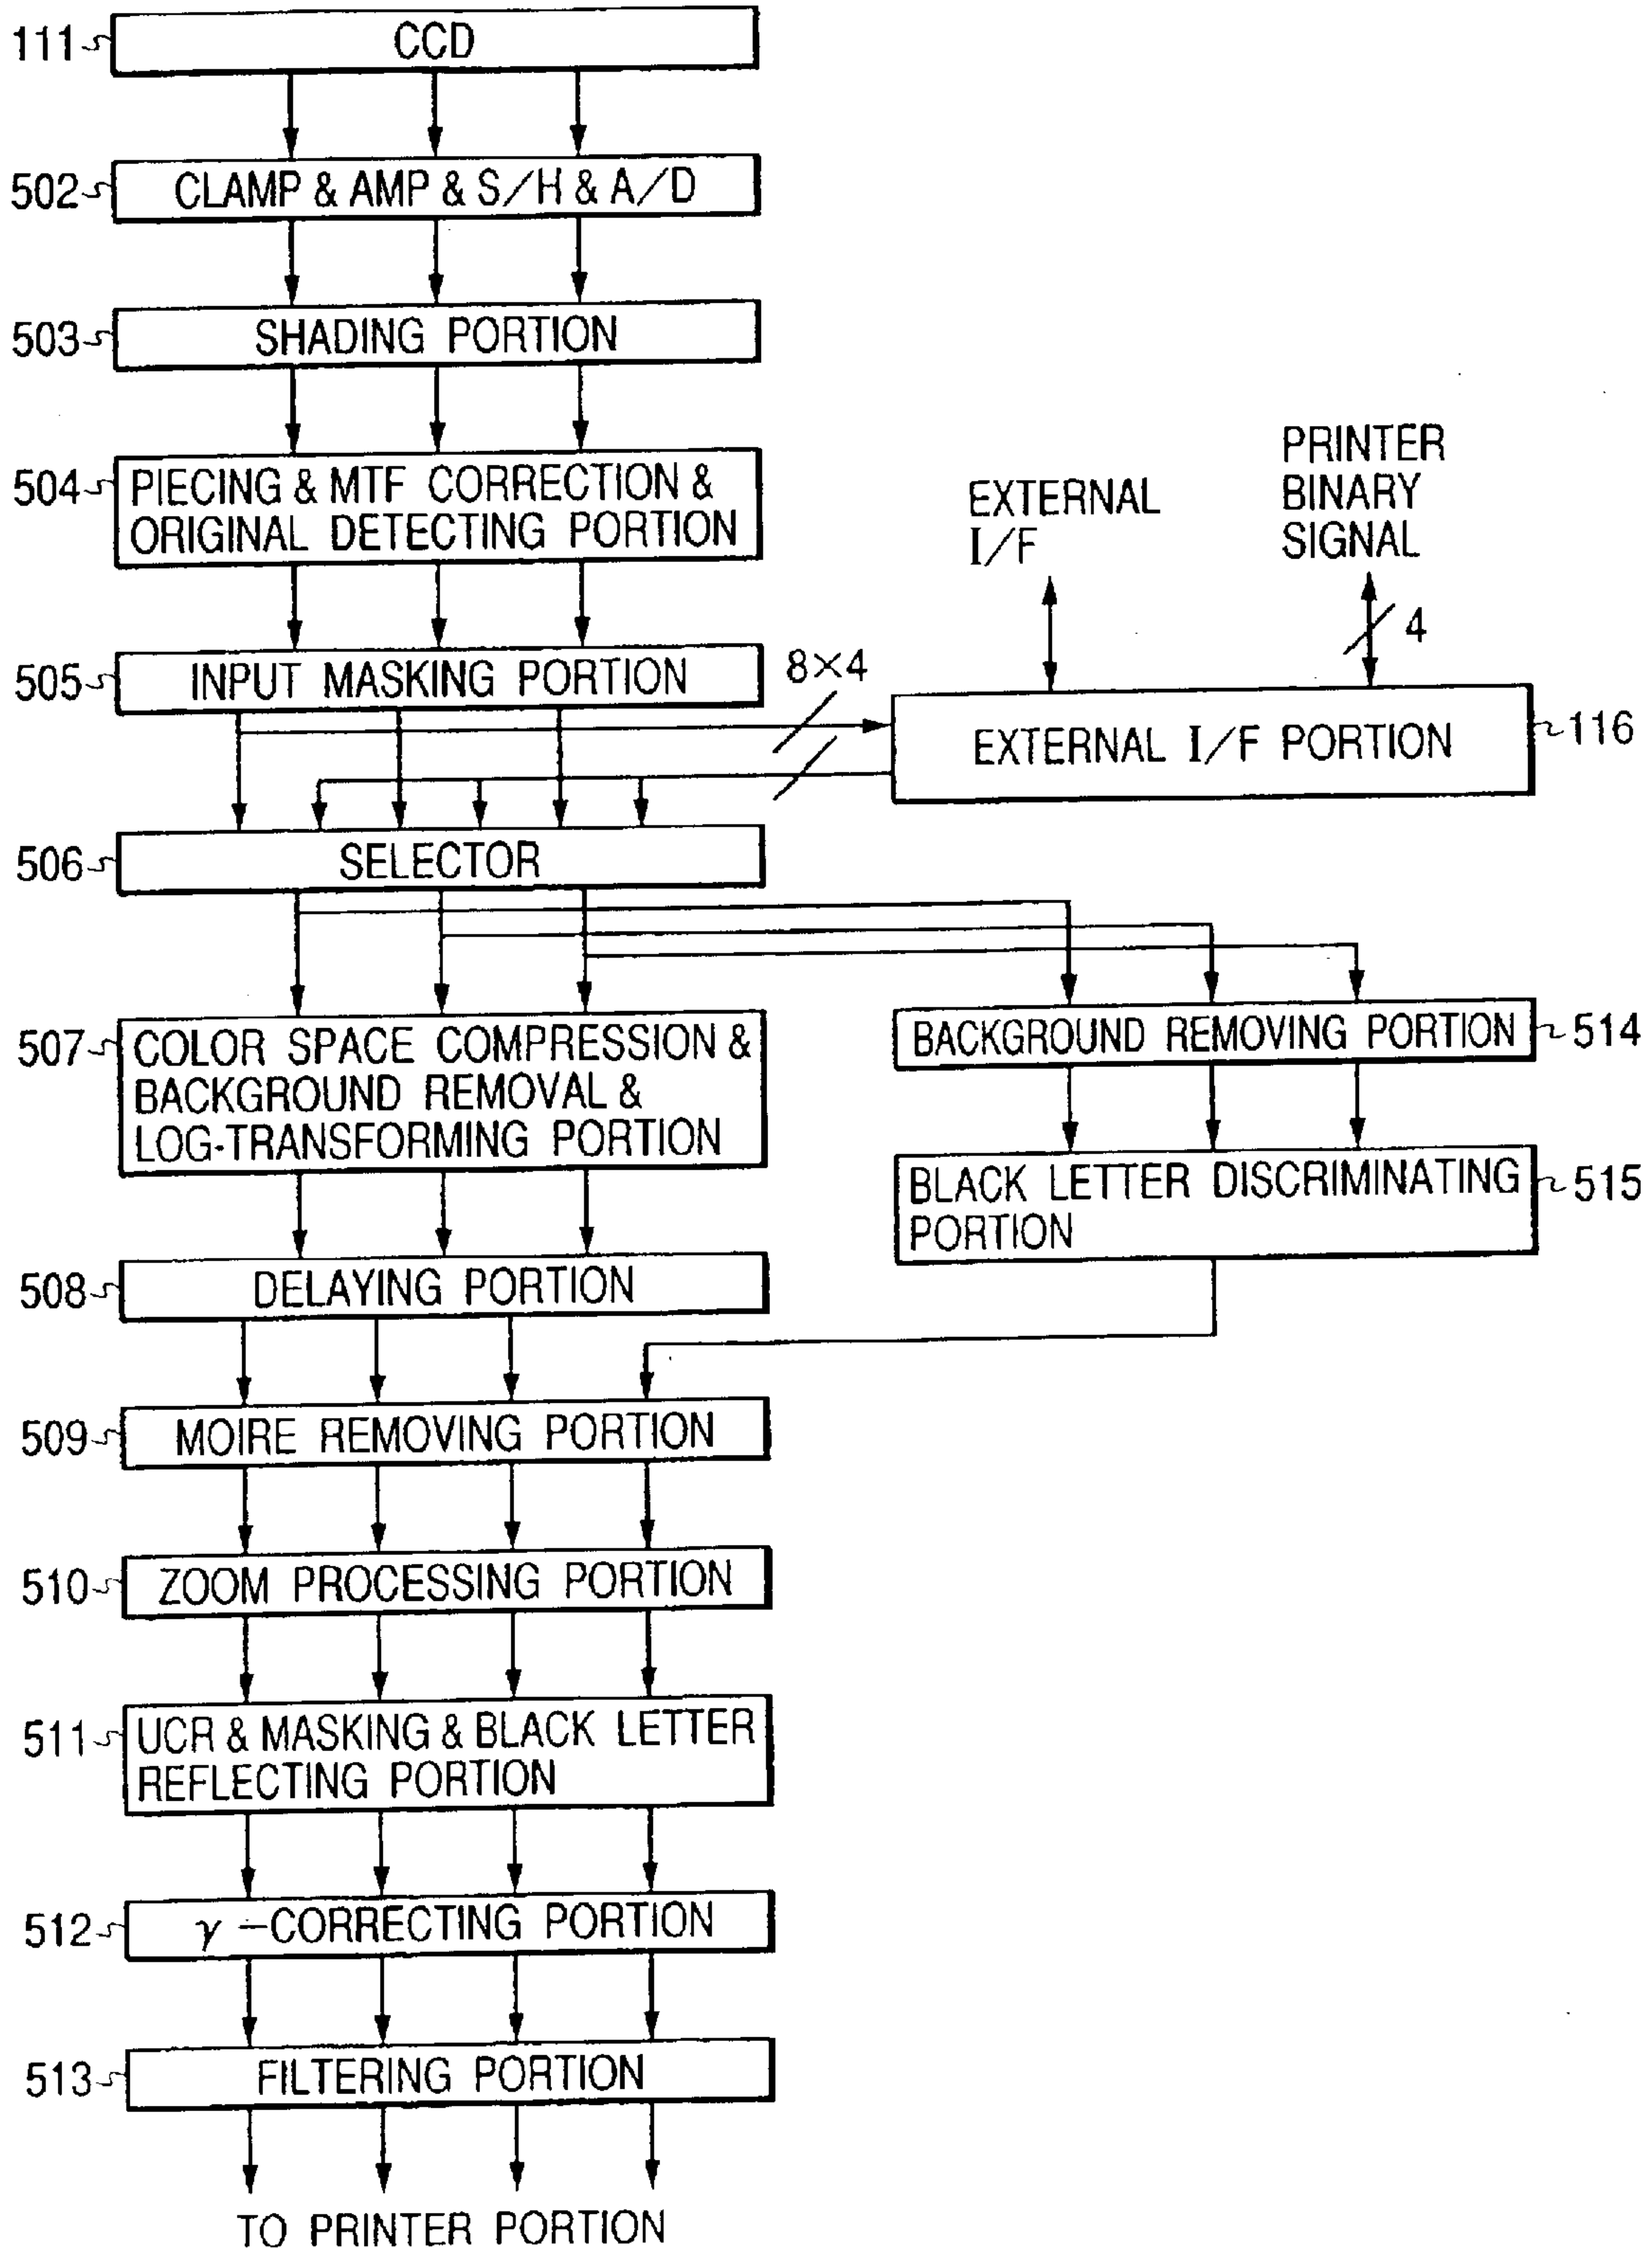 111
CCD
502
CLAMP & AMP & S/H & A/D
503
SHADING PORTION
504
PIECING & MTF CORRECTION &
ORIGINAL DETECTING PORTION
EXTERNAL
I/F
PRINTER
BINARY
SIGNAL
4
505
INPUT MASKING PORTION
8×4
EXTERNAL I/F PORTION
116
506
SELECTOR
507
COLOR SPACE COMPRESSION &
BACKGROUND REMOVAL &
LOG-TRANSFORMING PORTION
BACKGROUND REMOVING PORTION
514
BLACK LETTER DISCRIMINATING
PORTION
515
508
DELAYING PORTION
509
MOIRE REMOVING PORTION
510
ZOOM PROCESSING PORTION
511
UCR & MASKING & BLACK LETTER
REFLECTING PORTION
512
γ-CORRECTING PORTION
513
FILTERING PORTION
TO PRINTER PORTION